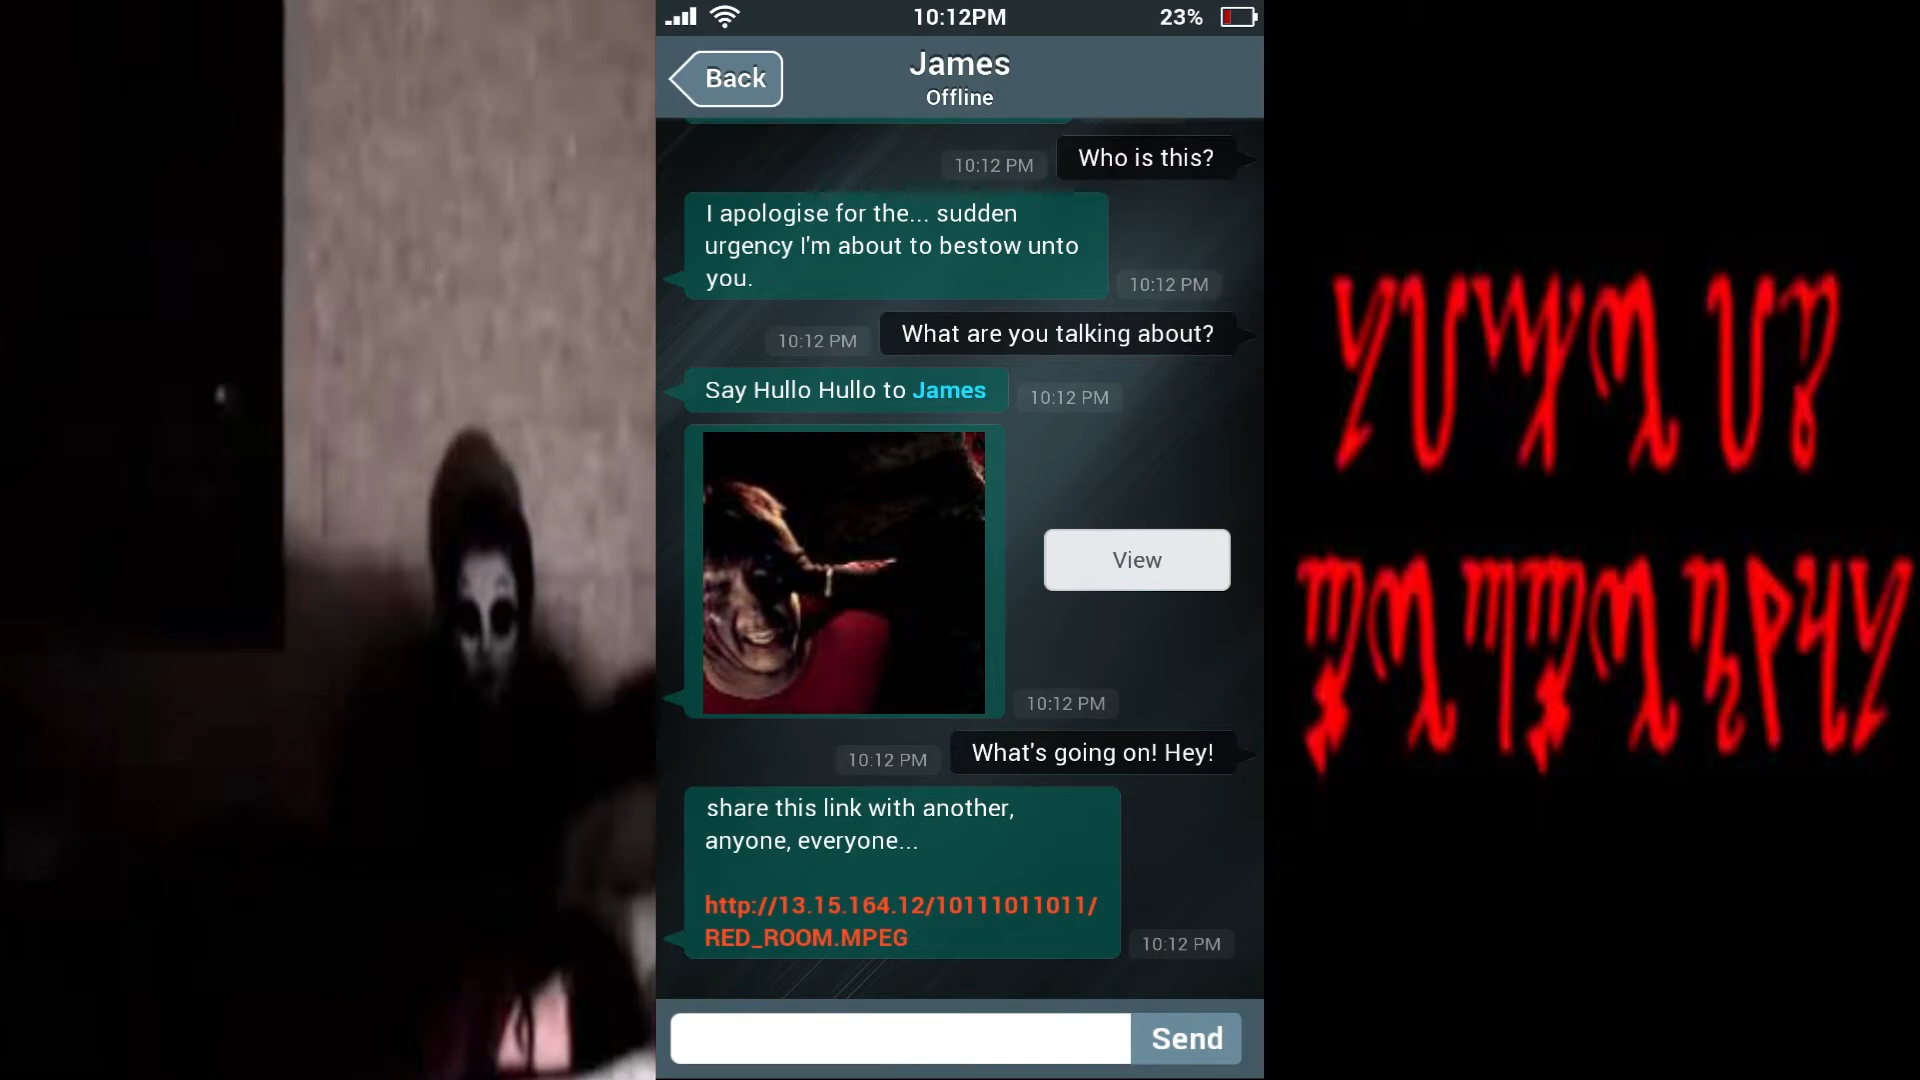 10:12PM 23%
Back
James
Offline
10:12 PM Who is this?
I apologise for the... sudden
urgency I'm about to bestow unto
you.
10:12 PM
10:12 PM What are you talking about?
Say Hullo Hullo to James 10:12 PM
View
10:12 PM
10:12 PM What's going on! Hey!
share this link with another,
anyone, everyone...
http://13.15.164.12/10111011011/
RED_ROOM.MPEG
10:12 PM
Send